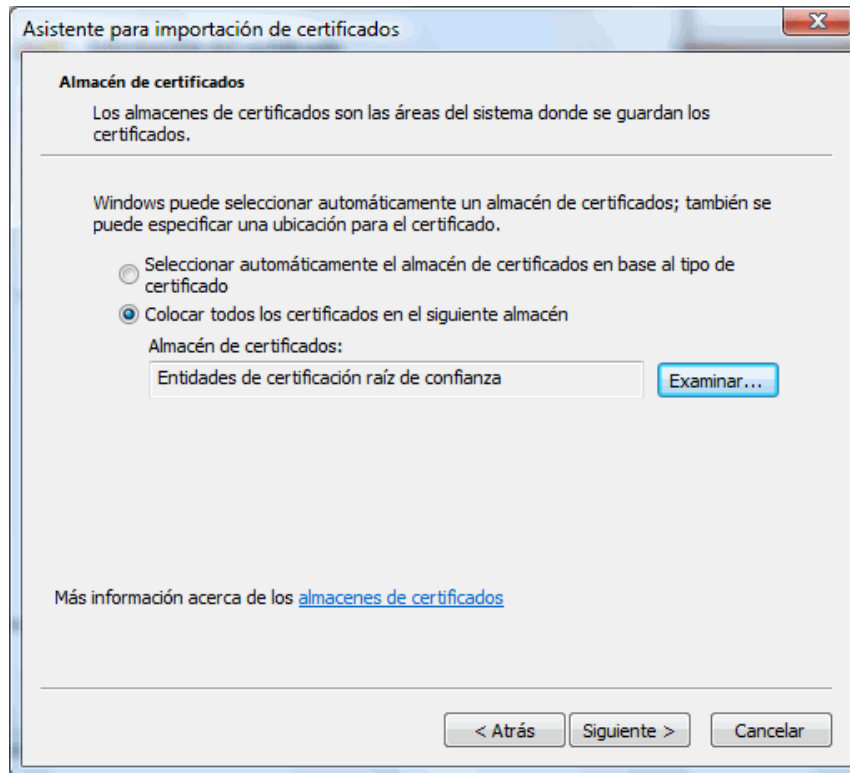 Asistente para importación de certificados
Almacén de certificados
Los almacenes de certificados son las áreas del sistema donde se guardan los
certificados.
Windows puede seleccionar automáticamente un almacén de certificados; también se
puede especificar una ubicación para el certificado.
Seleccionar automáticamente el almacén de certificados en base al tipo de
certificado
Colocar todos los certificados en el siguiente almacén
Almacén de certificados:
Entidades de certificación raíz de confianza
Examinar...
Más información acerca de los almacenes de certificados
< Atrás
Siguiente >
Cancelar